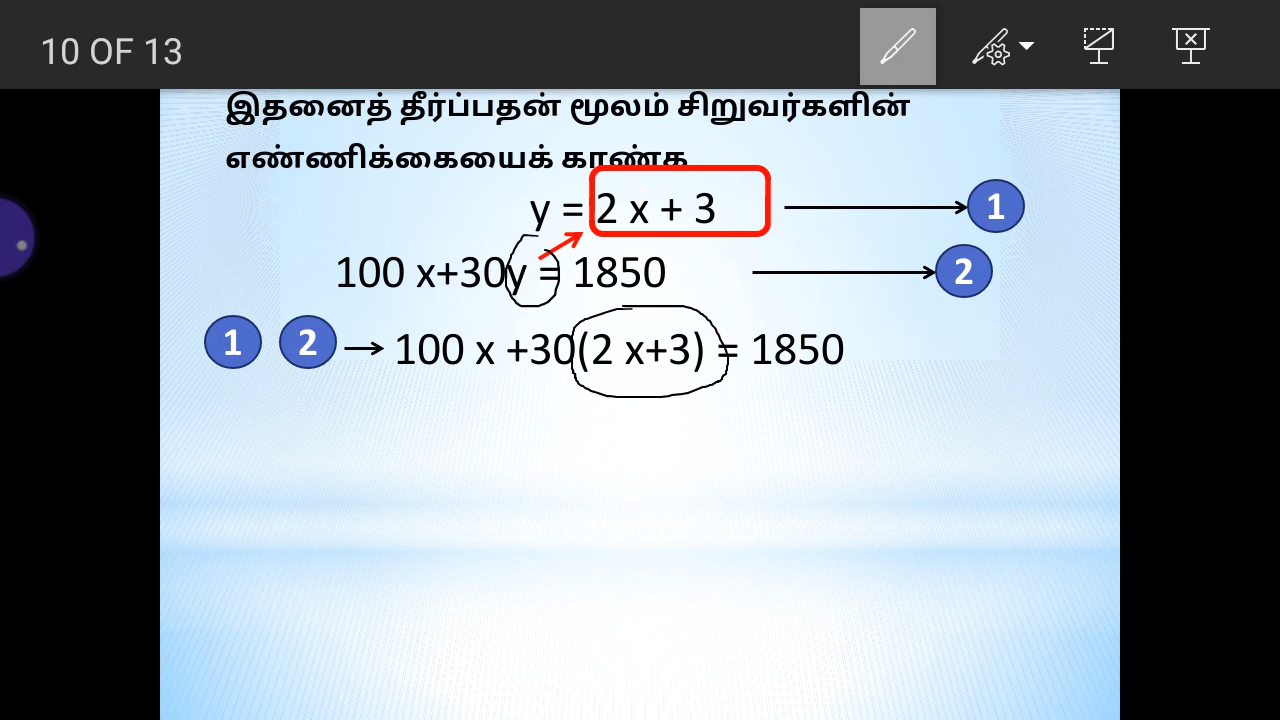 10 OF 13
இதனைத் தீர்ப்பதன் மூலம் சிறுவர்களின்
எண்ணிக்கையைக் காண்க
y = 2 x + 3 1
100 x+30y = 1850 2
1 2 100 x +30(2 x+3) = 1850